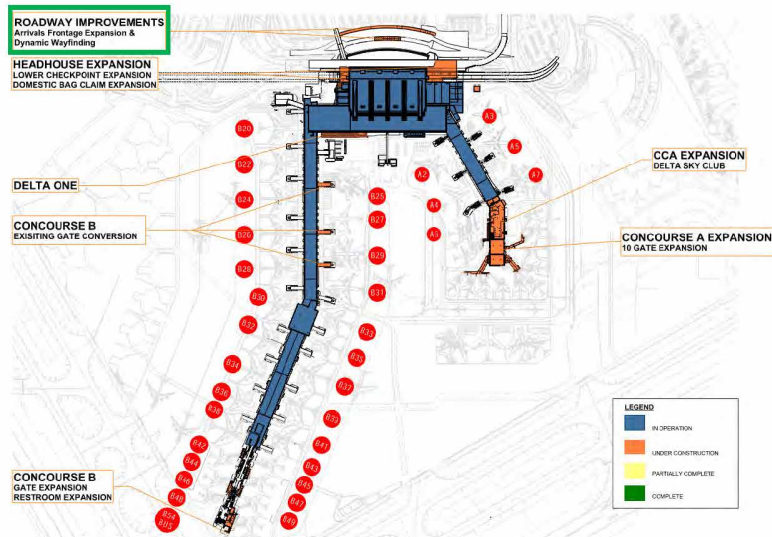 ROADWAY IMPROVEMENTS
Arrivals Frontage Expansion &
Dynamic Wayfinding
HEADHOUSE EXPANSION
LOWER CHECKPOINT EXPANSION
DOMESTIC BAG CLAIM EXPANSION
DELTA ONE
CONCOURSE B
EXISITING GATE CONVERSION
CONCOURSE B
GATE EXPANSION
RESTROOM EXPANSION
CCA EXPANSION
DELTA SKY CLUB
CONCOURSE A EXPANSION
10 GATE EXPANSION
B20
B22
B24
B26
B28
B30
B32
B34
B36
B38
B42
B44
B46
B48
B54
B25
B27
B29
B31
B33
B35
B37
B39
B41
B43
B45
B47
B49
A3
A5
A7
A2
A4
LEGEND
IN OPERATION
UNDER CONSTRUCTION
PARTIALLY COMPLETE
COMPLETE